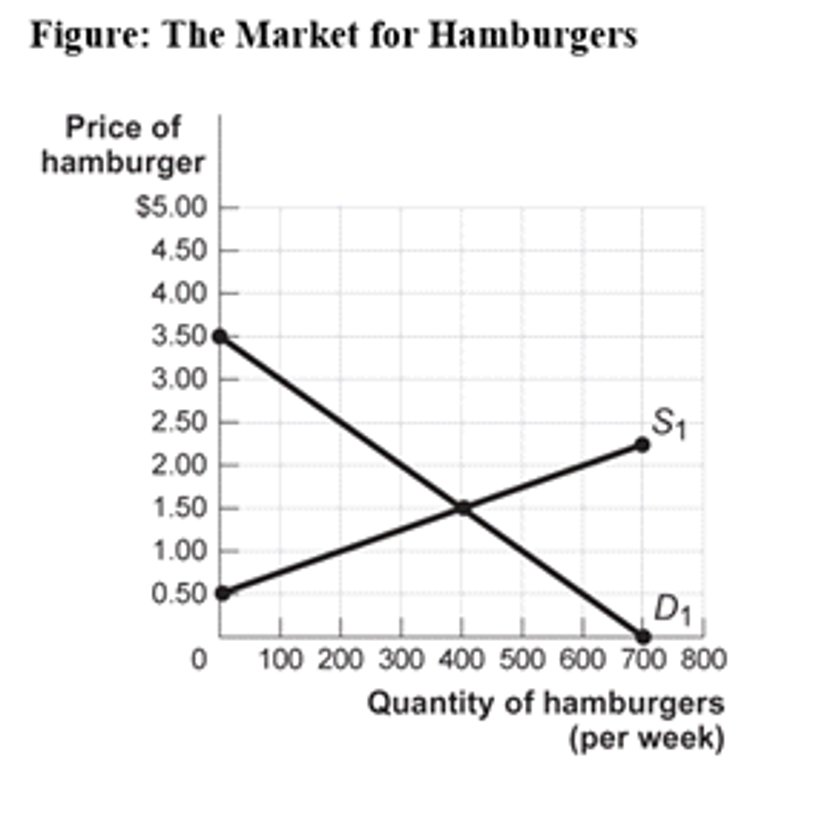 Figure: The Market for Hamburgers
Price of
hamburger
$5.00
4.50
4.00
3.50
3.00
2.50
S1
2.00
1.50
1.00
0.50
D1
0 100 200 300 400 500 600 700 800
Quantity of hamburgers
(per week)